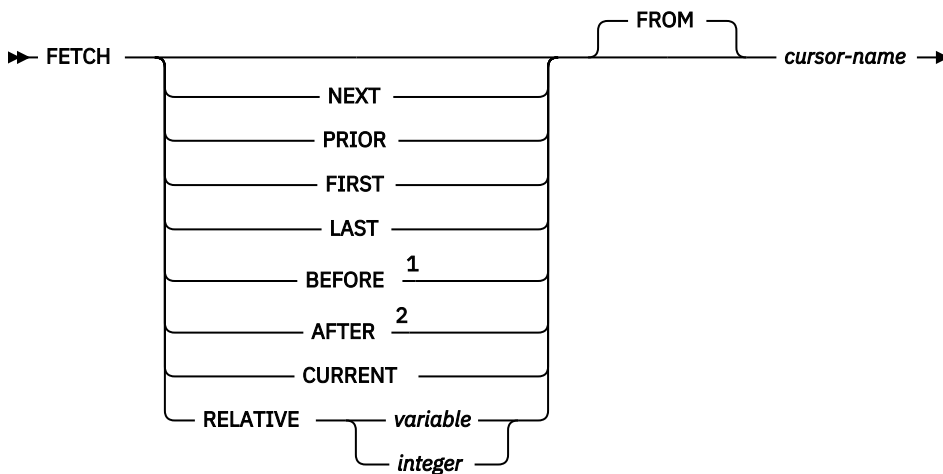 FROM
FETCH cursor-name
NEXT
PRIOR
FIRST
LAST
BEFORE 1
AFTER 2
CURRENT
RELATIVE variable
integer